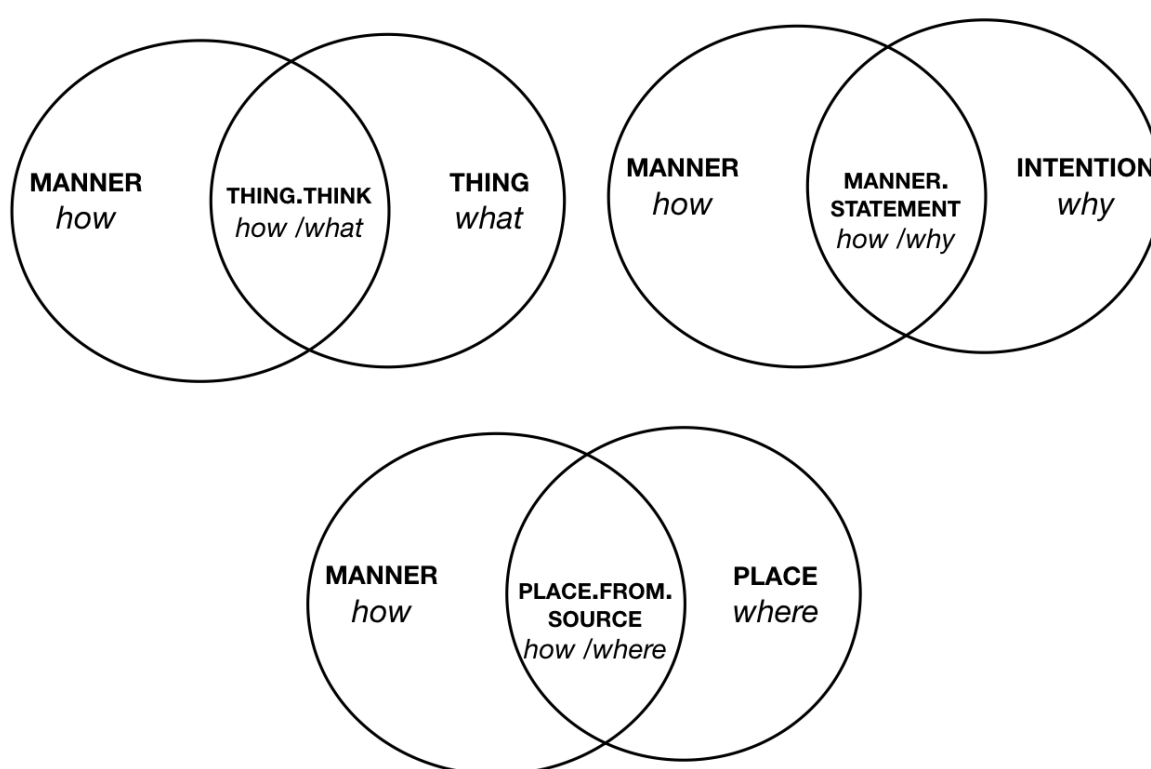 MANNER
how
THING.THINK
how /what
THING
what
MANNER
how
MANNER.
STATEMENT
how /why
INTENTION
why
MANNER
how
PLACE.FROM.
SOURCE
how /where
PLACE
where